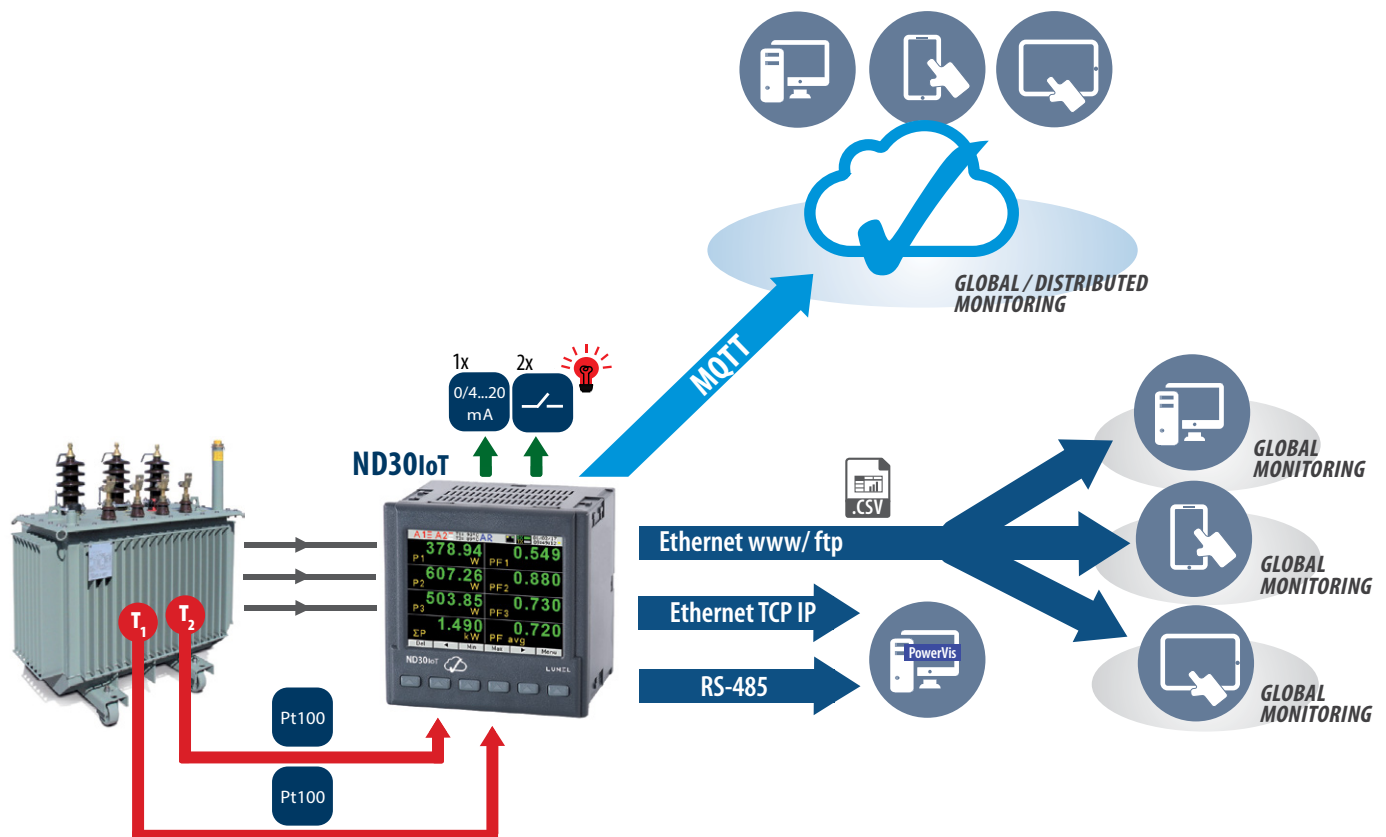 GLOBAL / DISTRIBUTED
MONITORING
MQTT
1x
2x
0/4...20
mA
ND30IoT
.CSV
GLOBAL
MONITORING
Ethernet www/ ftp
A1 A2 AR
378.94
W
P1
0.549
PF1
607.26
W
P2
0.880
PF2
503.85
W
P3
0.730
PF3
1.490
kW
ΣP
0.720
PF avg
Del ◄ Min Max ► Menu
ND30IoT
LUMEL
GLOBAL
MONITORING
Ethernet TCP IP
T1
T2
PowerVis
RS-485
GLOBAL
MONITORING
Pt100
Pt100